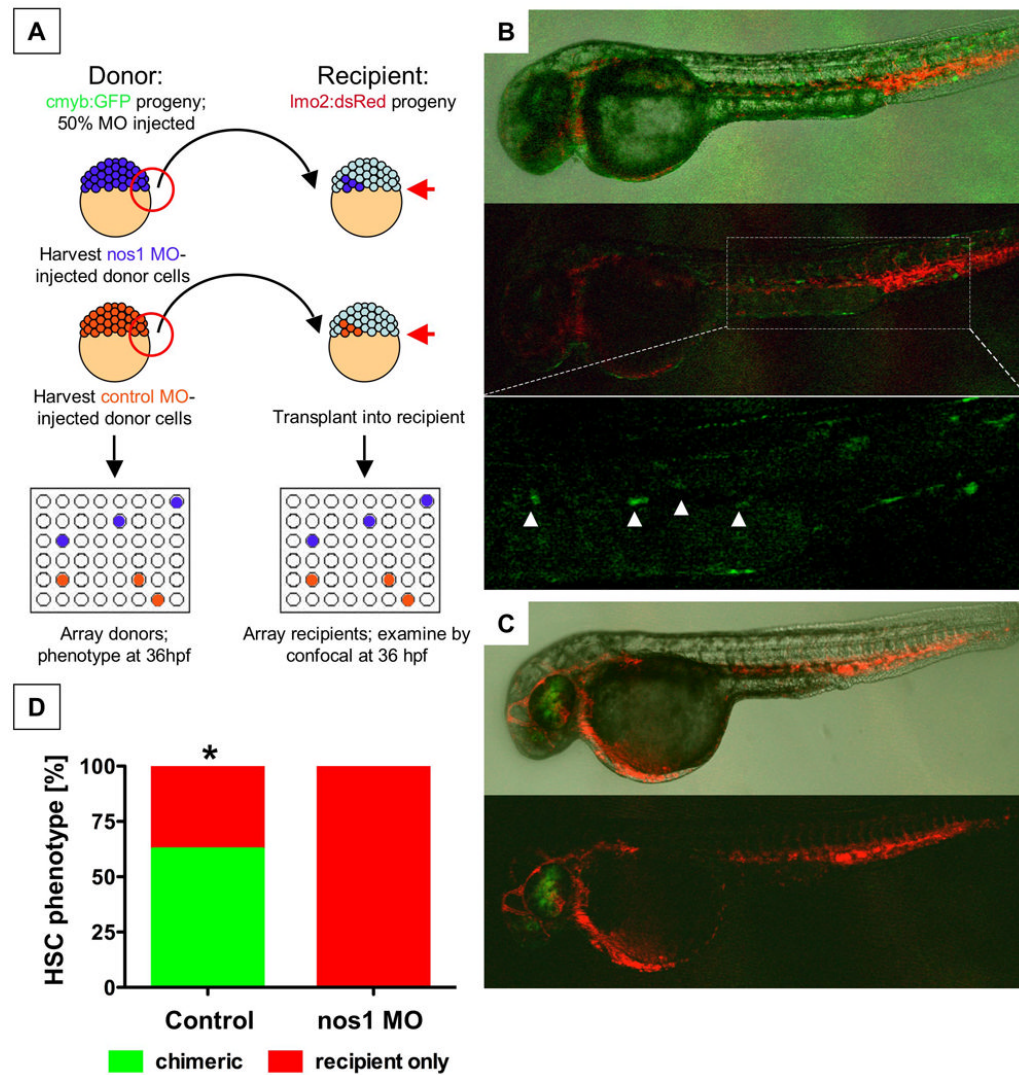 A
Donor:
cmyb:GFP progeny;
50% MO injected
Recipient:
lmo2:dsRed progeny
Harvest nos1 MO-
injected donor cells
Harvest control MO-
injected donor cells
Transplant into recipient
Array donors;
phenotype at 36hpf
Array recipients; examine by
confocal at 36 hpf
B
C
D
HSC phenotype [%]
100
75
50
25
0
*
Control
nos1 MO
chimeric
recipient only